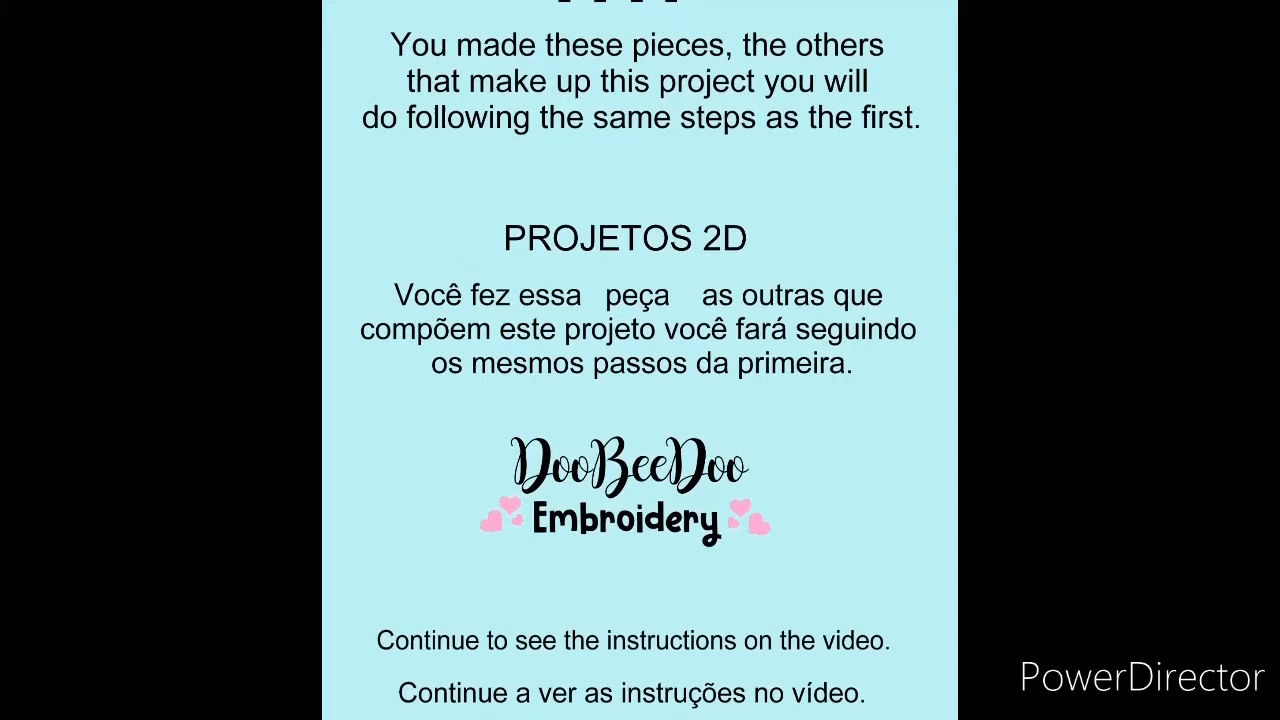 You made these pieces, the others
that make up this project you will
do following the same steps as the first.
PROJETOS 2D
Você fez essa peça as outras que
compõem este projeto você fará seguindo
os mesmos passos da primeira.
DooBeeDoo
Embroidery
Continue to see the instructions on the video.
Continue a ver as instruções no vídeo.
PowerDirector